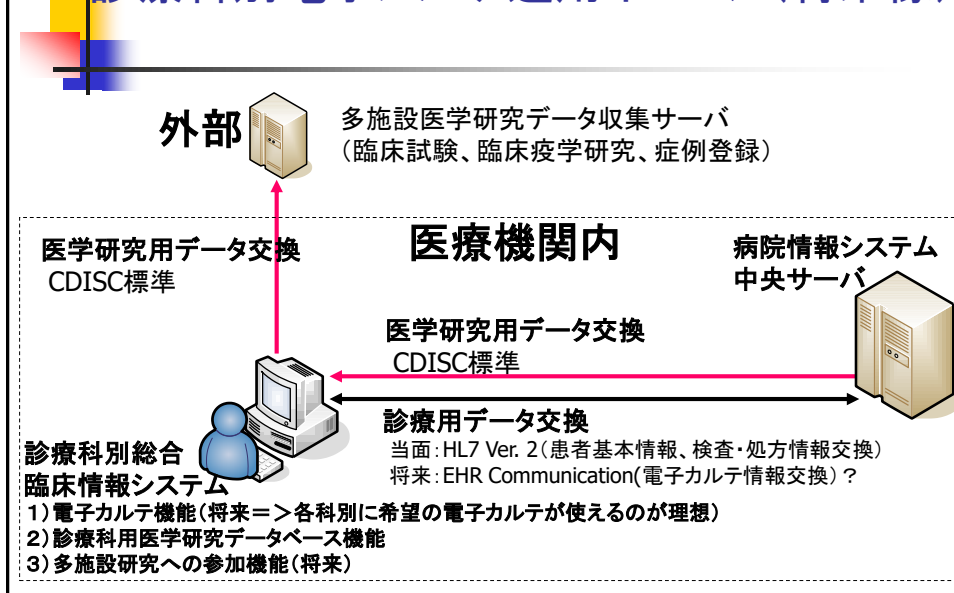 外部
多施設医学研究データ収集サーバ
（臨床試験、臨床疫学研究、症例登録）
医療機関内
医学研究用データ交換
CDISC標準
病院情報システム
中央サーバ
医学研究用データ交換
CDISC標準
診療用データ交換
当面：HL7 Ver. 2（患者基本情報、検査・処方情報交換）
将来：EHR Communication(電子カルテ情報交換）？
診療科別総合
臨床情報システム
１）電子カルテ機能（将来＝＞各科別に希望の電子カルテが使えるのが理想）
２）診療科用医学研究データベース機能
３）多施設研究への参加機能（将来）